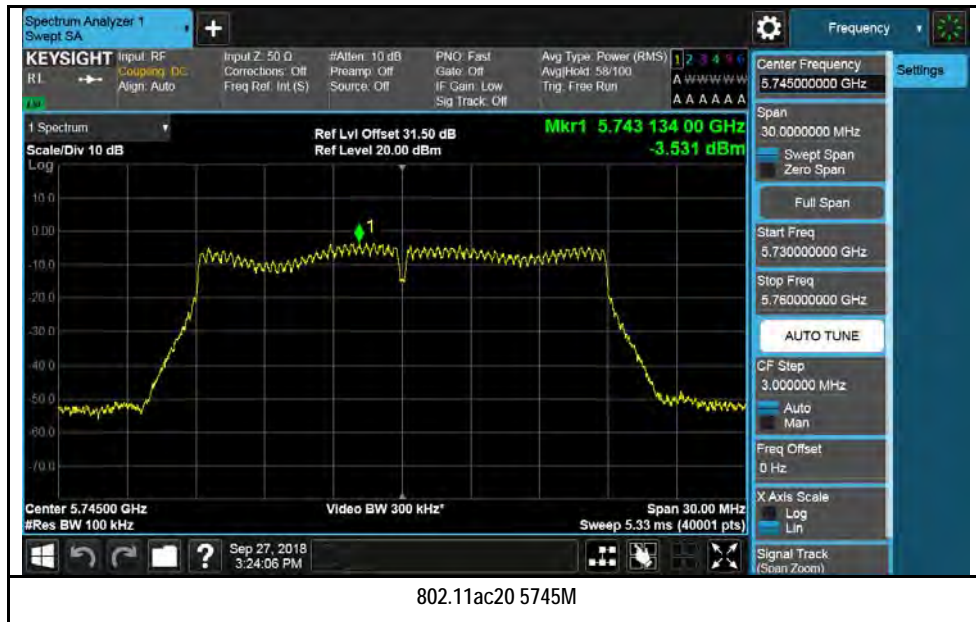 Spectrum Analyzer 1
Swept SA
Frequency
KEYSIGHT
Input: RF
Input Z: 50 Ω
#Atten: 10 dB
PNO: Fast
Avg Type: Power (RMS)
1 2 3 4 5 6
RL
Coupling: DC
Corrections: Off
Preamp: Off
Gate: Off
Avg|Hold: 58/100
A W W W W W
Align: Auto
Freq Ref: Int (S)
Source: Off
IF Gain: Low
Trig: Free Run
Sig Track: Off
A A A A A A
1 Spectrum
Ref Lvl Offset 31.50 dB
Mkr1 5.743 134 00 GHz
Scale/Div 10 dB
Ref Level 20.00 dBm
-3.531 dBm
Log
10.0
0.00
-10.0
-20.0
-30.0
-40.0
-50.0
-60.0
-70.0
1
Center 5.74500 GHz
Video BW 300 kHz*
Span 30.00 MHz
#Res BW 100 kHz
Sweep 5.33 ms (40001 pts)
Sep 27, 2018
3:24:06 PM
?
Center Frequency
5.745000000 GHz
Settings
Span
30.0000000 MHz
Swept Span
Zero Span
Full Span
Start Freq
5.730000000 GHz
Stop Freq
5.760000000 GHz
AUTO TUNE
CF Step
3.000000 MHz
Auto
Man
Freq Offset
0 Hz
X Axis Scale
Log
Lin
Signal Track
(Span Zoom)
802.11ac20 5745M